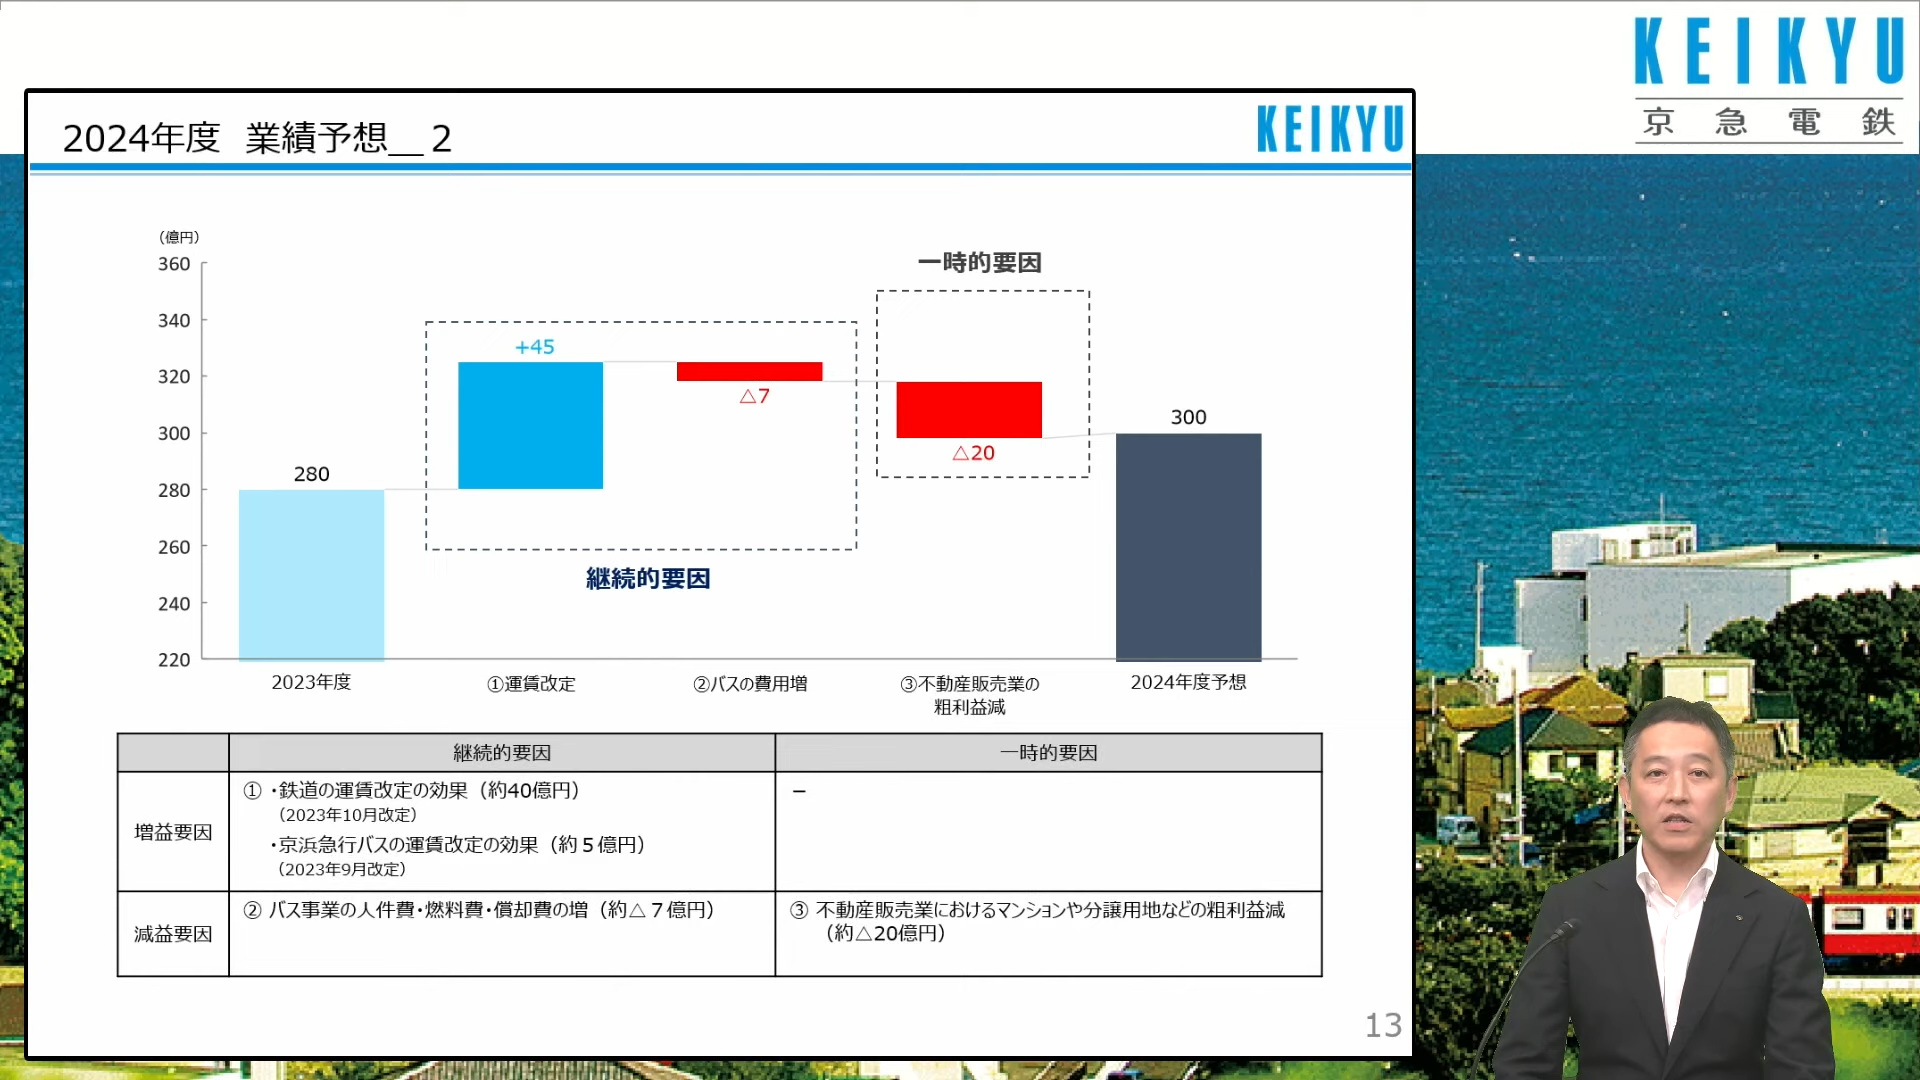 KEIKYU
京急電鉄
2024年度 業績予想__2
KEIKYU
（億円）
360
340
320
300
280
260
240
220
280
+45
△7
△20
300
一時的要因
継続的要因
2023年度
①運賃改定
②バスの費用増
③不動産販売業の
粗利益減
2024年度予想
継続的要因
一時的要因
増益要因
① ・鉄道の運賃改定の効果（約40億円）
（2023年10月改定）
・京浜急行バスの運賃改定の効果（約５億円）
（2023年9月改定）
–
減益要因
② バス事業の人件費・燃料費・償却費の増（約△７億円）
③ 不動産販売業におけるマンションや分譲用地などの粗利益減
（約△20億円）
13